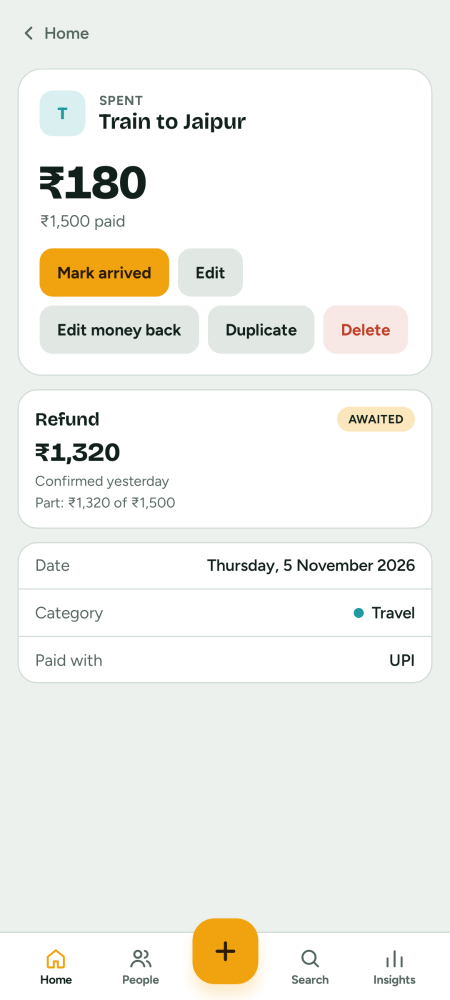 Home
T
SPENT
Train to Jaipur
₹180
₹1,500 paid
Mark arrived
Edit
Edit money back
Duplicate
Delete
Refund
AWAITED
₹1,320
Confirmed yesterday
Part: ₹1,320 of ₹1,500
Date
Thursday, 5 November 2026
Category
Travel
Paid with
UPI
Home
People
Search
Insights